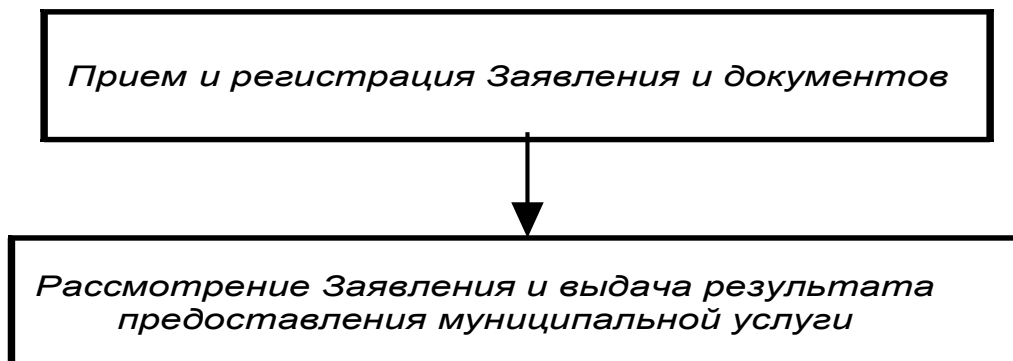 Прием и регистрация Заявления и документов
Рассмотрение Заявления и выдача результата
предоставления муниципальной услуги